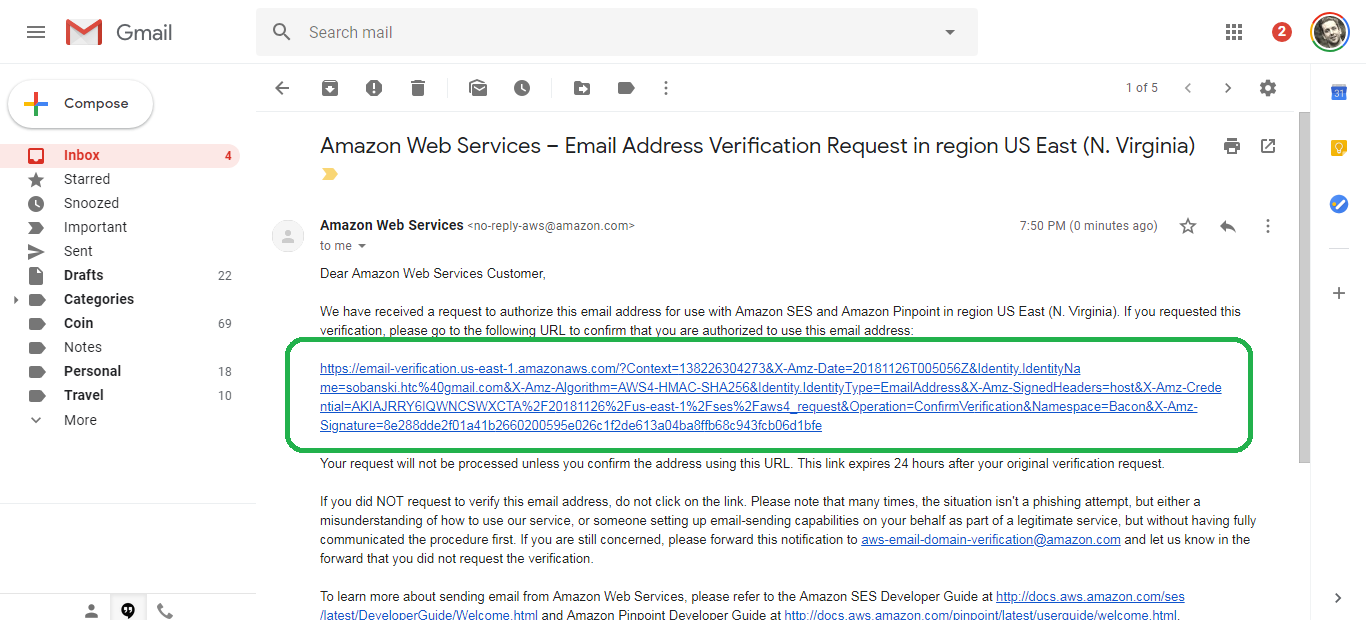 Gmail
Search mail
2
Compose
1 of 5
31
Inbox 4
Starred
Snoozed
Important
Sent
Drafts 22
Categories
Coin 69
Notes
Personal 18
Travel 10
More
Amazon Web Services – Email Address Verification Request in region US East (N. Virginia)
Amazon Web Services <no-reply-aws@amazon.com> 7:50 PM (0 minutes ago)
to me
Dear Amazon Web Services Customer,
We have received a request to authorize this email address for use with Amazon SES and Amazon Pinpoint in region US East (N. Virginia). If you requested this
verification, please go to the following URL to confirm that you are authorized to use this email address:
https://email-verification.us-east-1.amazonaws.com/?Context=138226304273&X-Amz-Date=20181126T005056Z&Identity.IdentityNa
me=sobanski.htc%40gmail.com&X-Amz-Algorithm=AWS4-HMAC-SHA256&Identity.IdentityType=EmailAddress&X-Amz-SignedHeaders=host&X-Amz-Crede
ntial=AKIAJRRY6IQWNCSWXCTA%2F20181126%2Fus-east-1%2Fses%2Faws4_request&Operation=ConfirmVerification&Namespace=Bacon&X-Amz-
Signature=8e288dde2f01a41b2660200595e026c1f2de613a04ba8ffb68c943fcb06d1bfe
Your request will not be processed unless you confirm the address using this URL. This link expires 24 hours after your original verification request.
If you did NOT request to verify this email address, do not click on the link. Please note that many times, the situation isn't a phishing attempt, but either a
misunderstanding of how to use our service, or someone setting up email-sending capabilities on your behalf as part of a legitimate service, but without having fully
communicated the procedure first. If you are still concerned, please forward this notification to aws-email-domain-verification@amazon.com and let us know in the
forward that you did not request the verification.
To learn more about sending email from Amazon Web Services, please refer to the Amazon SES Developer Guide at http://docs.aws.amazon.com/ses
/latest/DeveloperGuide/Welcome.html and Amazon Pinpoint Developer Guide at http://docs.aws.amazon.com/pinpoint/latest/userguide/welcome.html.